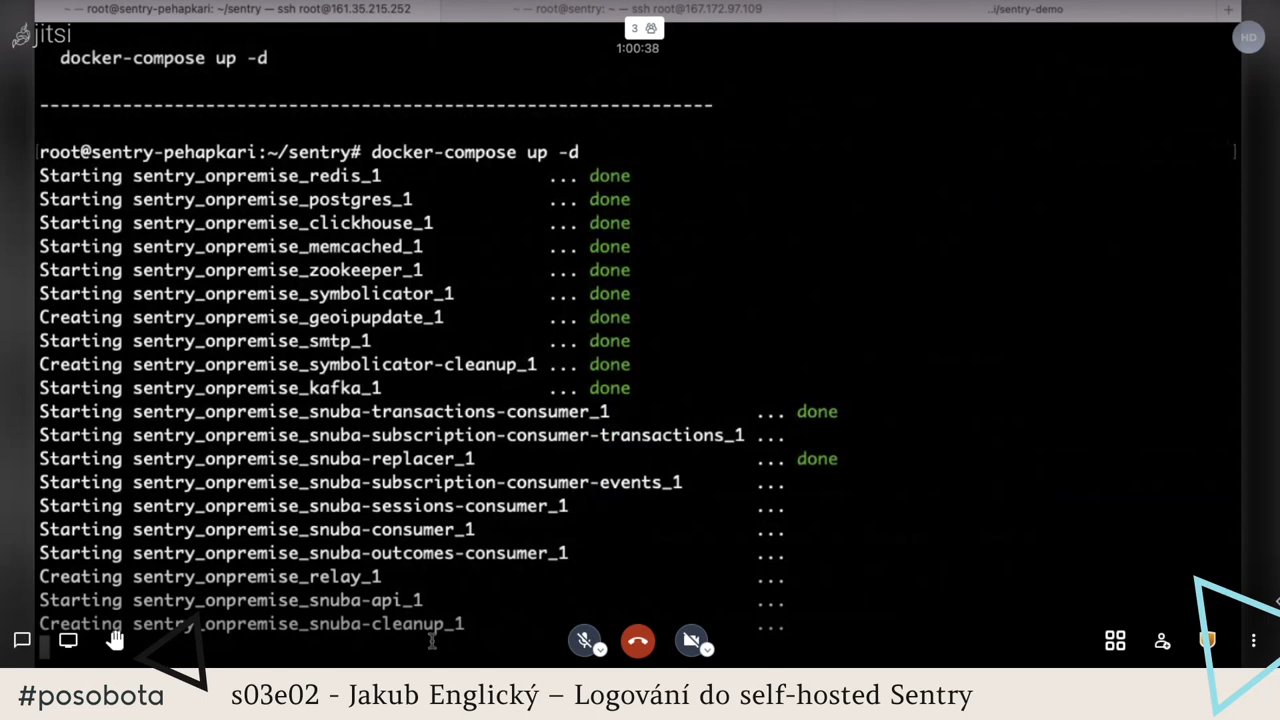 ~ — root@sentry-pehapkari: ~/sentry — ssh root@161.35.215.252
~ — root@sentry: ~ — ssh root@167.172.97.109
..i/sentry-demo
+
jitsi
3
HD
1:00:38
docker-compose up -d
-----------------------------------------------------------------
root@sentry-pehapkari:~/sentry# docker-compose up -d
Starting sentry_onpremise_redis_1 ... done
Starting sentry_onpremise_postgres_1 ... done
Starting sentry_onpremise_clickhouse_1 ... done
Starting sentry_onpremise_memcached_1 ... done
Starting sentry_onpremise_zookeeper_1 ... done
Starting sentry_onpremise_symbolicator_1 ... done
Creating sentry_onpremise_geoipupdate_1 ... done
Starting sentry_onpremise_smtp_1 ... done
Creating sentry_onpremise_symbolicator-cleanup_1 ... done
Starting sentry_onpremise_kafka_1 ... done
Starting sentry_onpremise_snuba-transactions-consumer_1 ... done
Starting sentry_onpremise_snuba-subscription-consumer-transactions_1 ...
Starting sentry_onpremise_snuba-replacer_1 ... done
Starting sentry_onpremise_snuba-subscription-consumer-events_1 ...
Starting sentry_onpremise_snuba-sessions-consumer_1 ...
Starting sentry_onpremise_snuba-consumer_1 ...
Starting sentry_onpremise_snuba-outcomes-consumer_1 ...
Creating sentry_onpremise_relay_1 ...
Starting sentry_onpremise_snuba-api_1 ...
Creating sentry_onpremise_snuba-cleanup_1 ...
#posobota
s03e02 - Jakub Englický – Logování do self-hosted Sentry